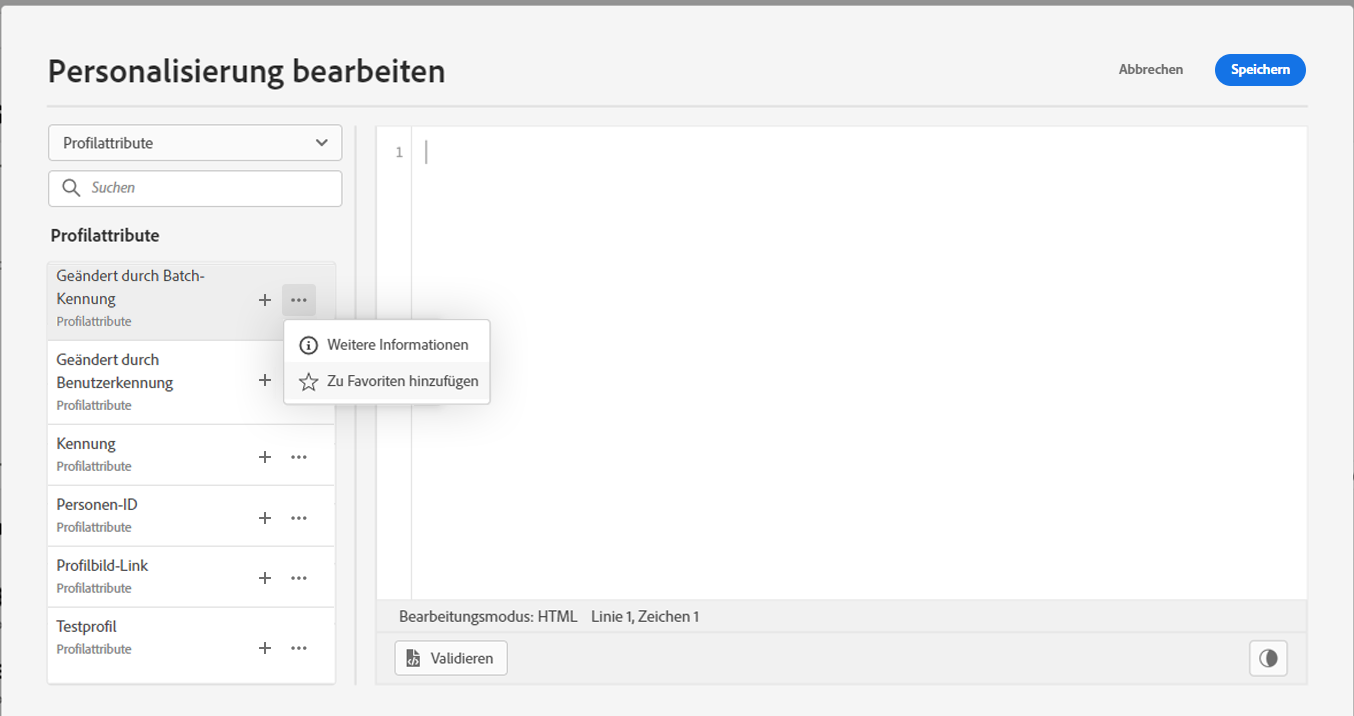 Personalisierung bearbeiten
Abbrechen
Speichern
Profilattribute
Suchen
Profilattribute
Geändert durch Batch-
Kennung
Profilattribute
Weitere Informationen
Zu Favoriten hinzufügen
Geändert durch
Benutzerkennung
Profilattribute
Kennung
Profilattribute
Personen-ID
Profilattribute
Profilbild-Link
Profilattribute
Testprofil
Profilattribute
1
Bearbeitungsmodus: HTML Linie 1, Zeichen 1
Validieren